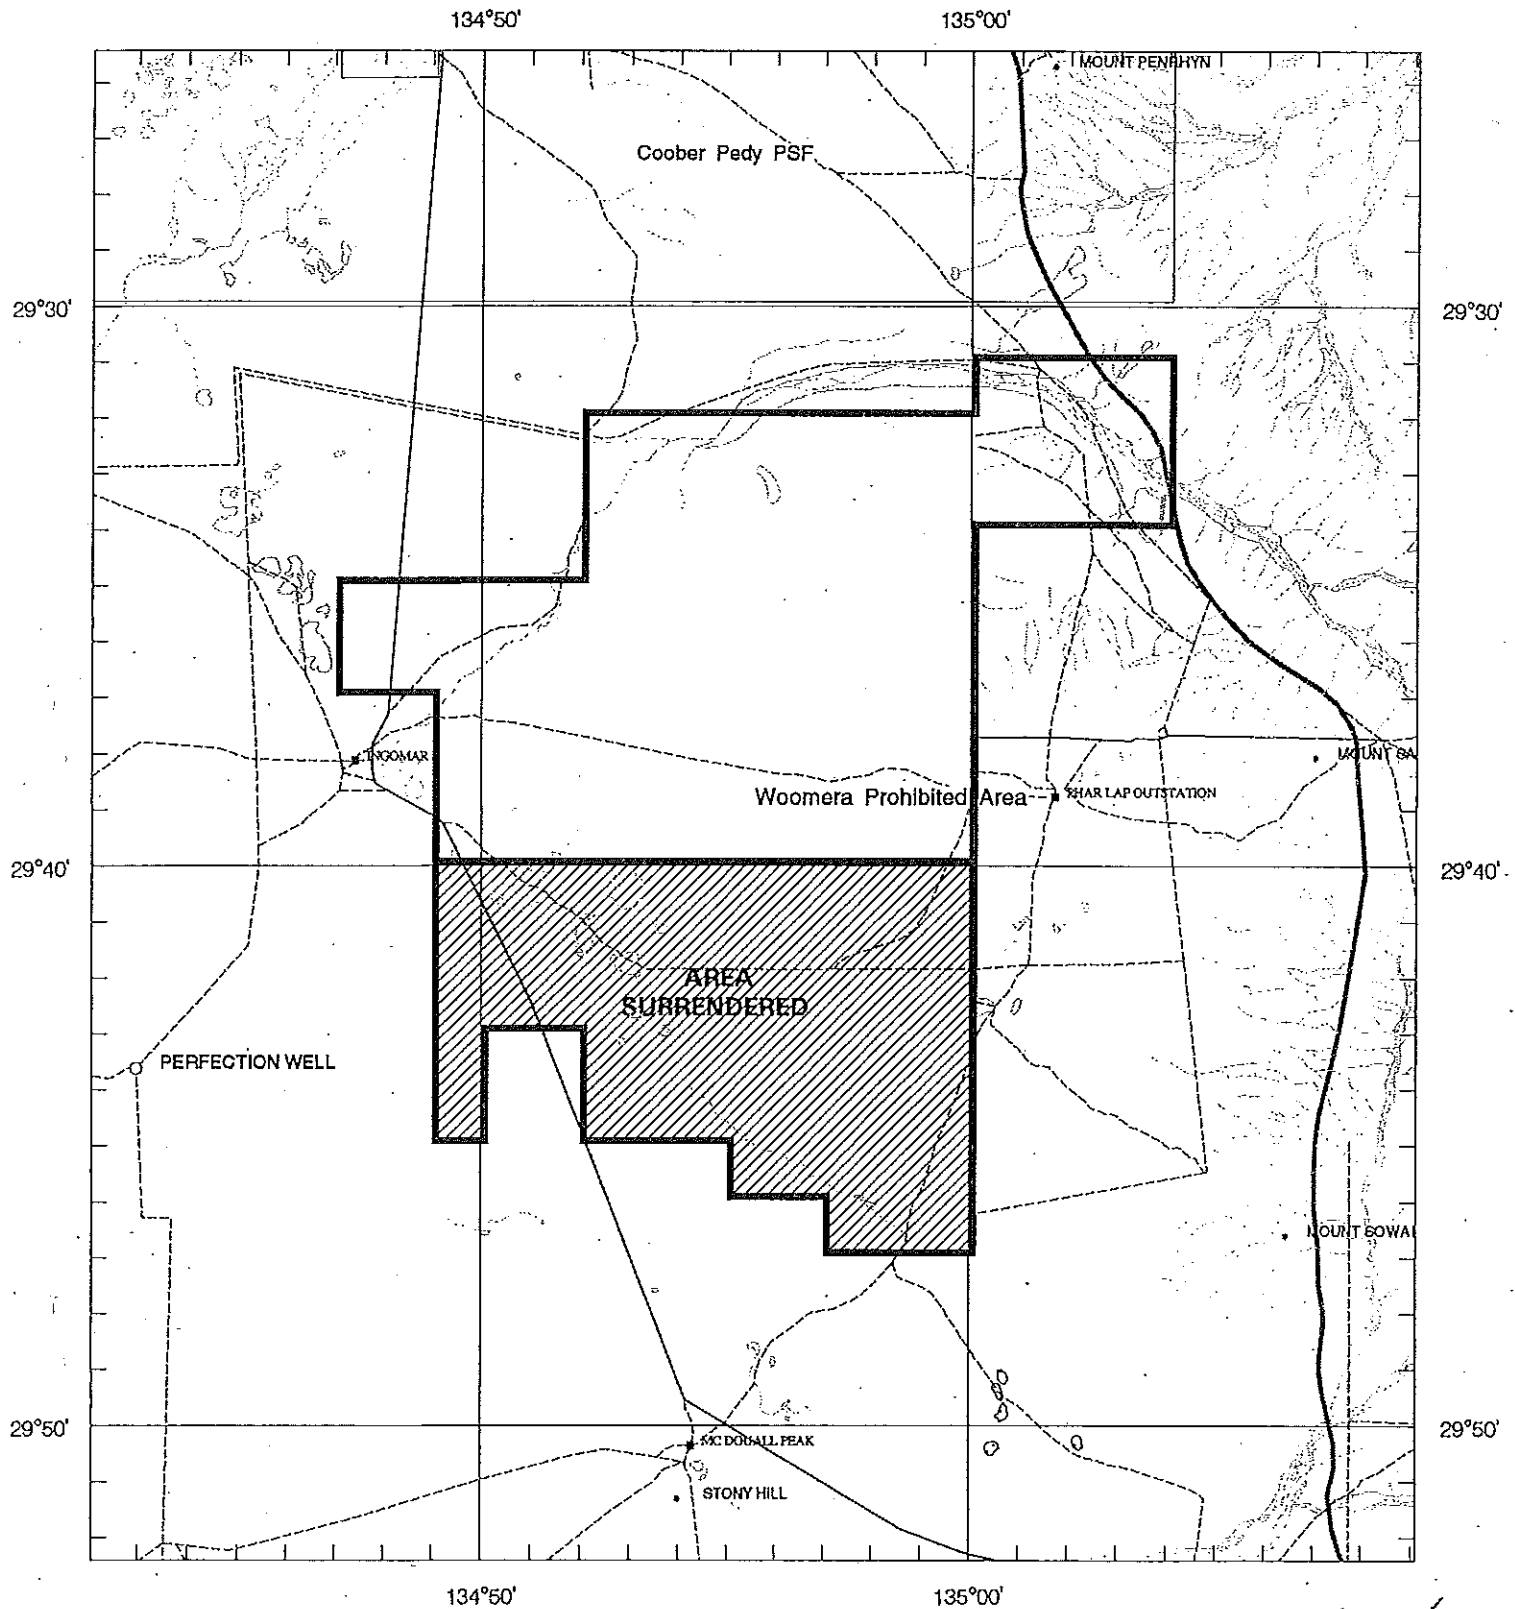 134°50' 135°00'
MOUNT PENRHYN
Coober Pedy PSF
29°30' 29°30'
INGOMAR
MOUNT
Woomera Prohibited Area
PHAR LAP OUTSTATION
29°40' 29°40'
AREA
SURRENDERED
PERFECTION WELL
MOUNT
29°50' 29°50'
MC DOUALL PEAK
STONY HILL
134°50' 135°00'